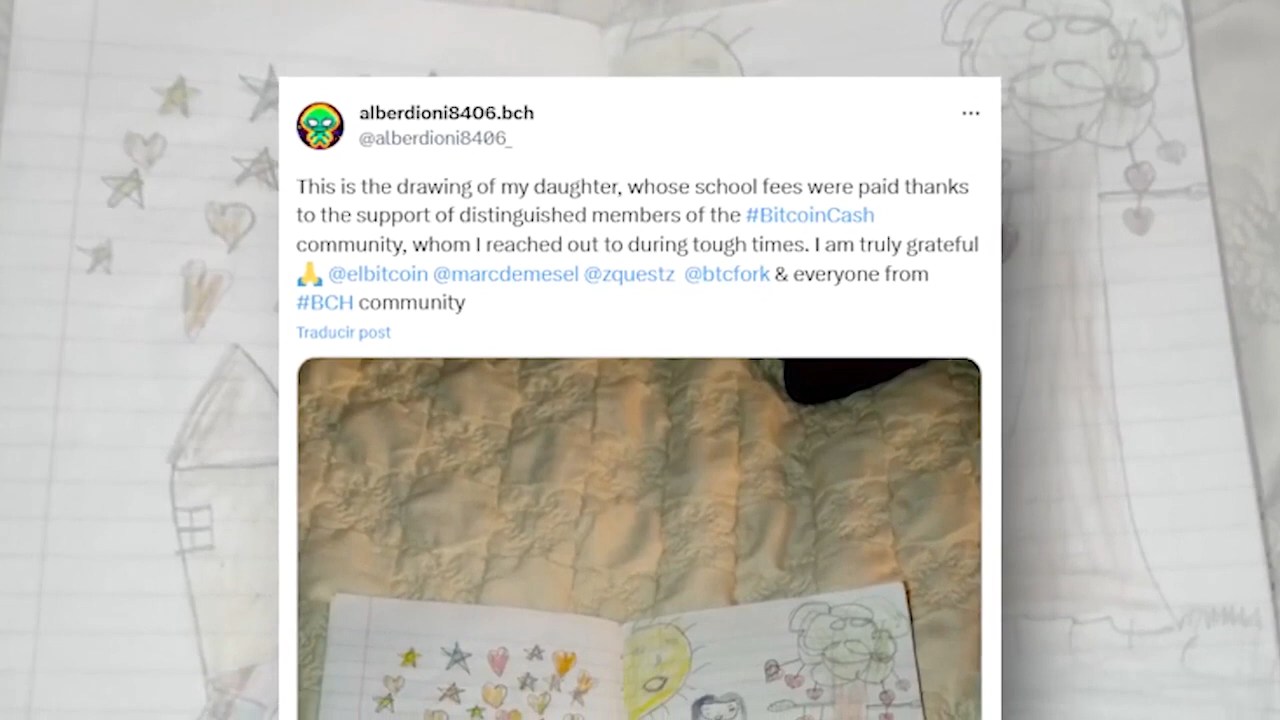 alberdioni8406.bch
@alberdioni8406_
This is the drawing of my daughter, whose school fees were paid thanks
to the support of distinguished members of the #BitcoinCash
community, whom I reached out to during tough times. I am truly grateful
🙏 @elbitcoin @marcdemesel @zquestz @btcfork & everyone from
#BCH community
Traducir post